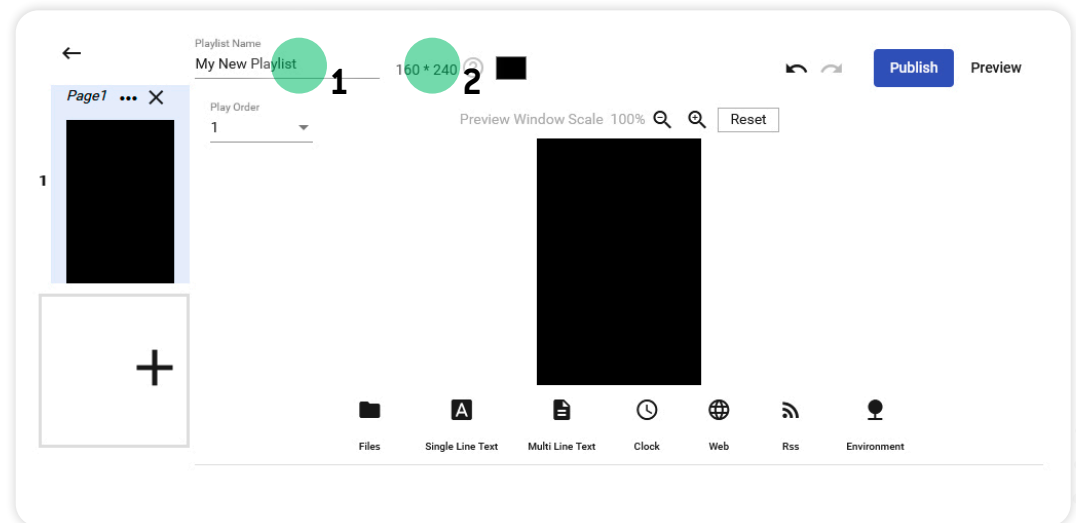 Playlist Name
My New Playlist
1
160 * 240
2
Publish
Preview
Page1
Play Order
1
Preview Window Scale 100%
Reset
1
Files
Single Line Text
Multi Line Text
Clock
Web
Rss
Environment